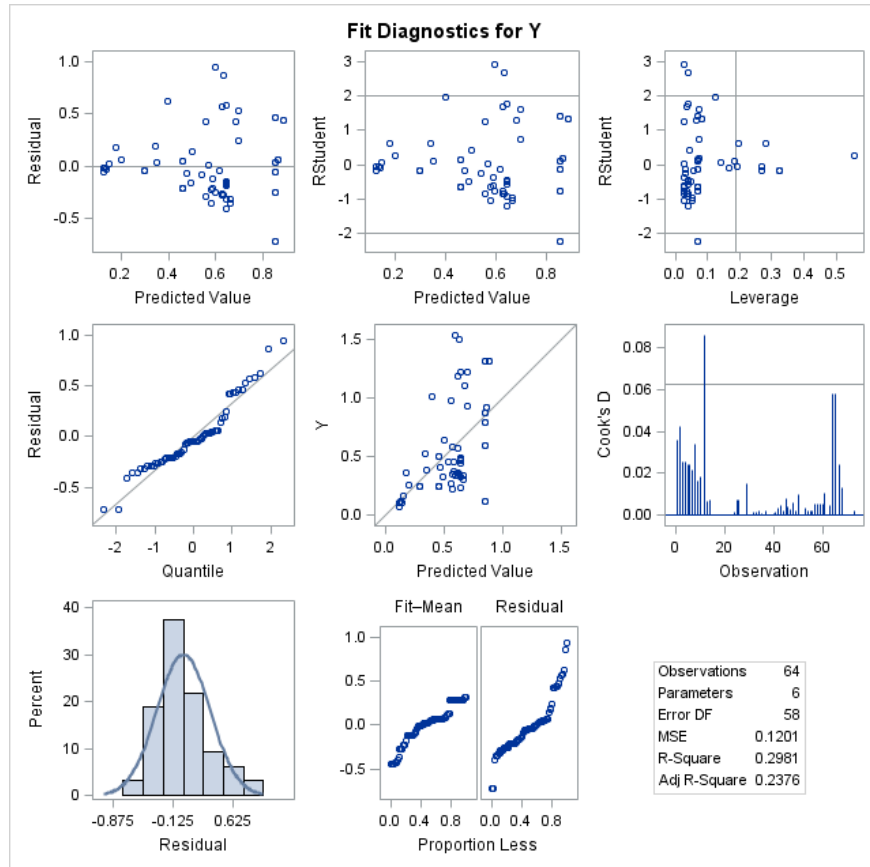 Fit Diagnostics for Y
1.0
0.5
0.0
-0.5
Residual
0.2 0.4 0.6 0.8
Predicted Value
3
2
1
0
-1
-2
RStudent
0.2 0.4 0.6 0.8
Predicted Value
3
2
1
0
-1
-2
RStudent
0.0 0.1 0.2 0.3 0.4 0.5
Leverage
1.0
0.5
0.0
-0.5
Residual
-2 -1 0 1 2
Quantile
1.5
1.0
0.5
0.0
Y
0.0 0.5 1.0 1.5
Predicted Value
0.08
0.06
0.04
0.02
0.00
Cook's D
0 20 40 60
Observation
40
30
20
10
0
Percent
-0.875 -0.125 0.625
Residual
Fit–Mean Residual
1.0
0.5
0.0
-0.5
0.0 0.4 0.8 0.0 0.4 0.8
Proportion Less
Observations 64
Parameters 6
Error DF 58
MSE 0.1201
R-Square 0.2981
Adj R-Square 0.2376